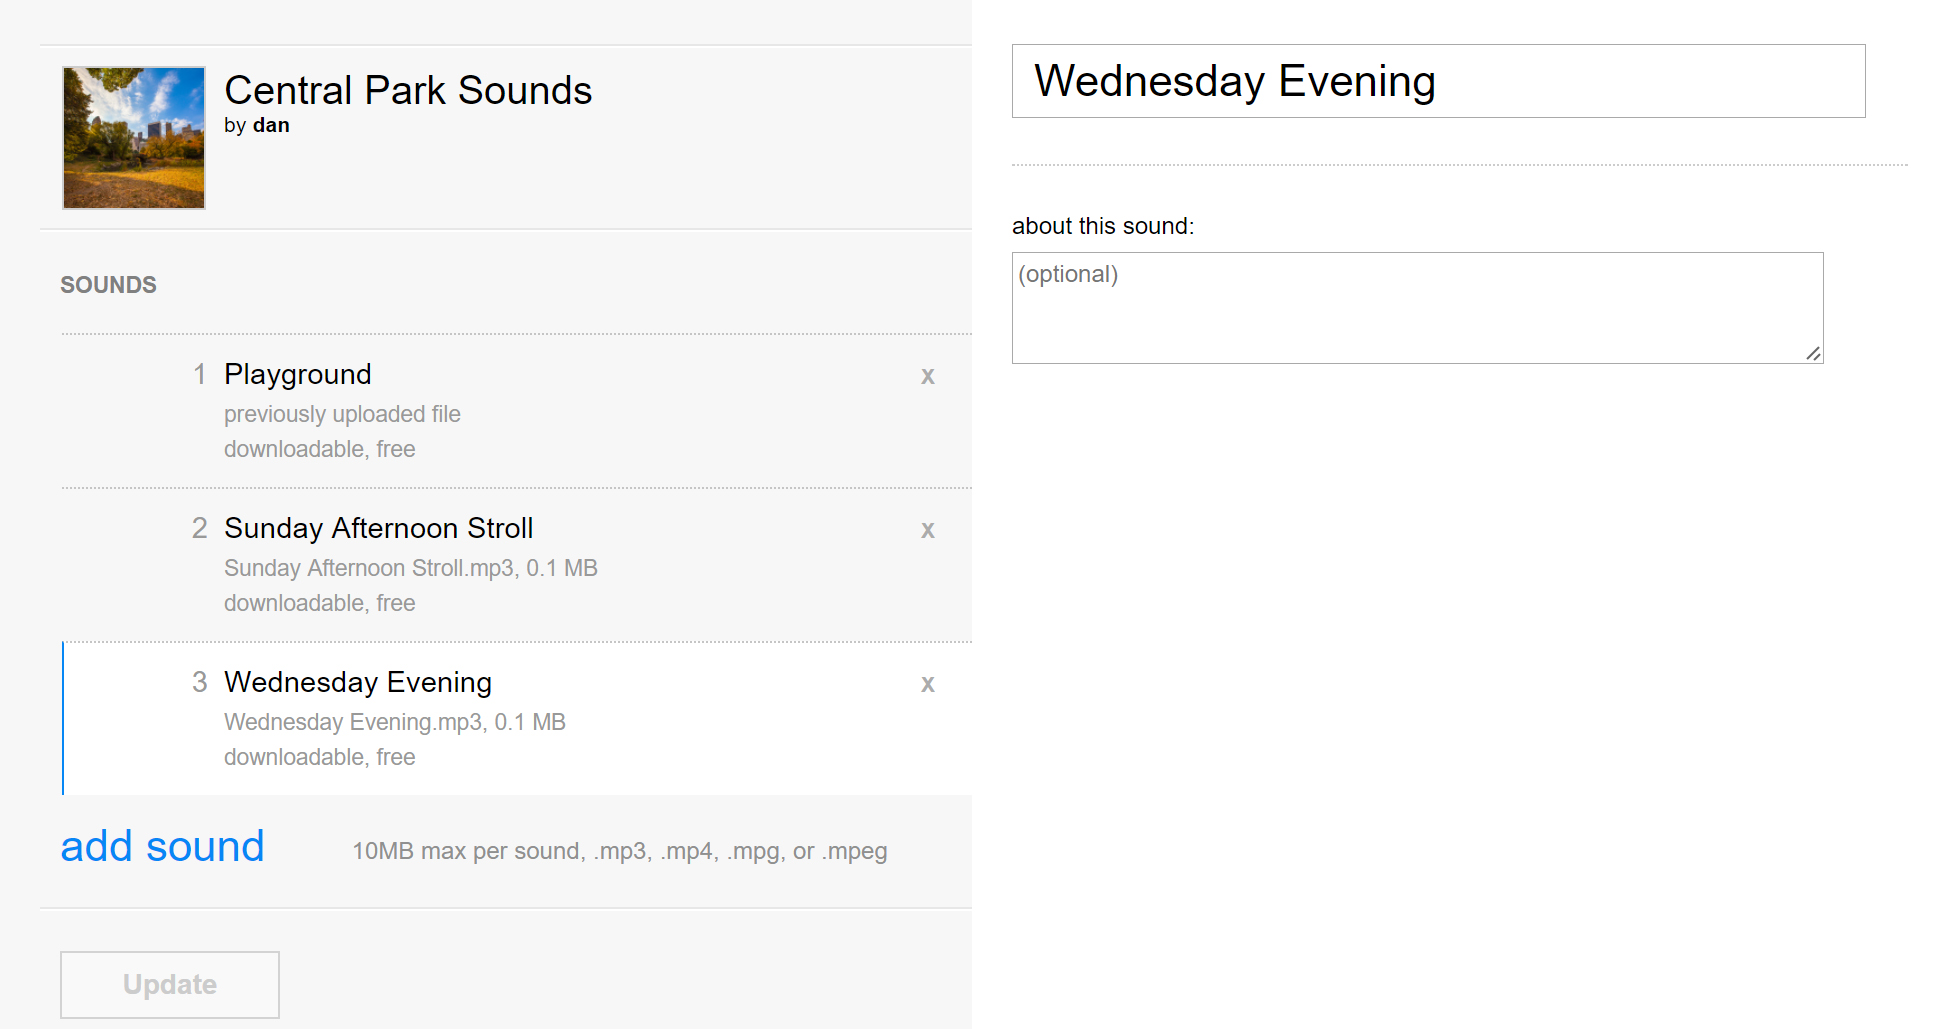 Central Park Sounds
by dan
SOUNDS
1 Playground x
previously uploaded file
downloadable, free
2 Sunday Afternoon Stroll x
Sunday Afternoon Stroll.mp3, 0.1 MB
downloadable, free
3 Wednesday Evening x
Wednesday Evening.mp3, 0.1 MB
downloadable, free
add sound 10MB max per sound, .mp3, .mp4, .mpg, or .mpeg
Update
Wednesday Evening
about this sound:
(optional)